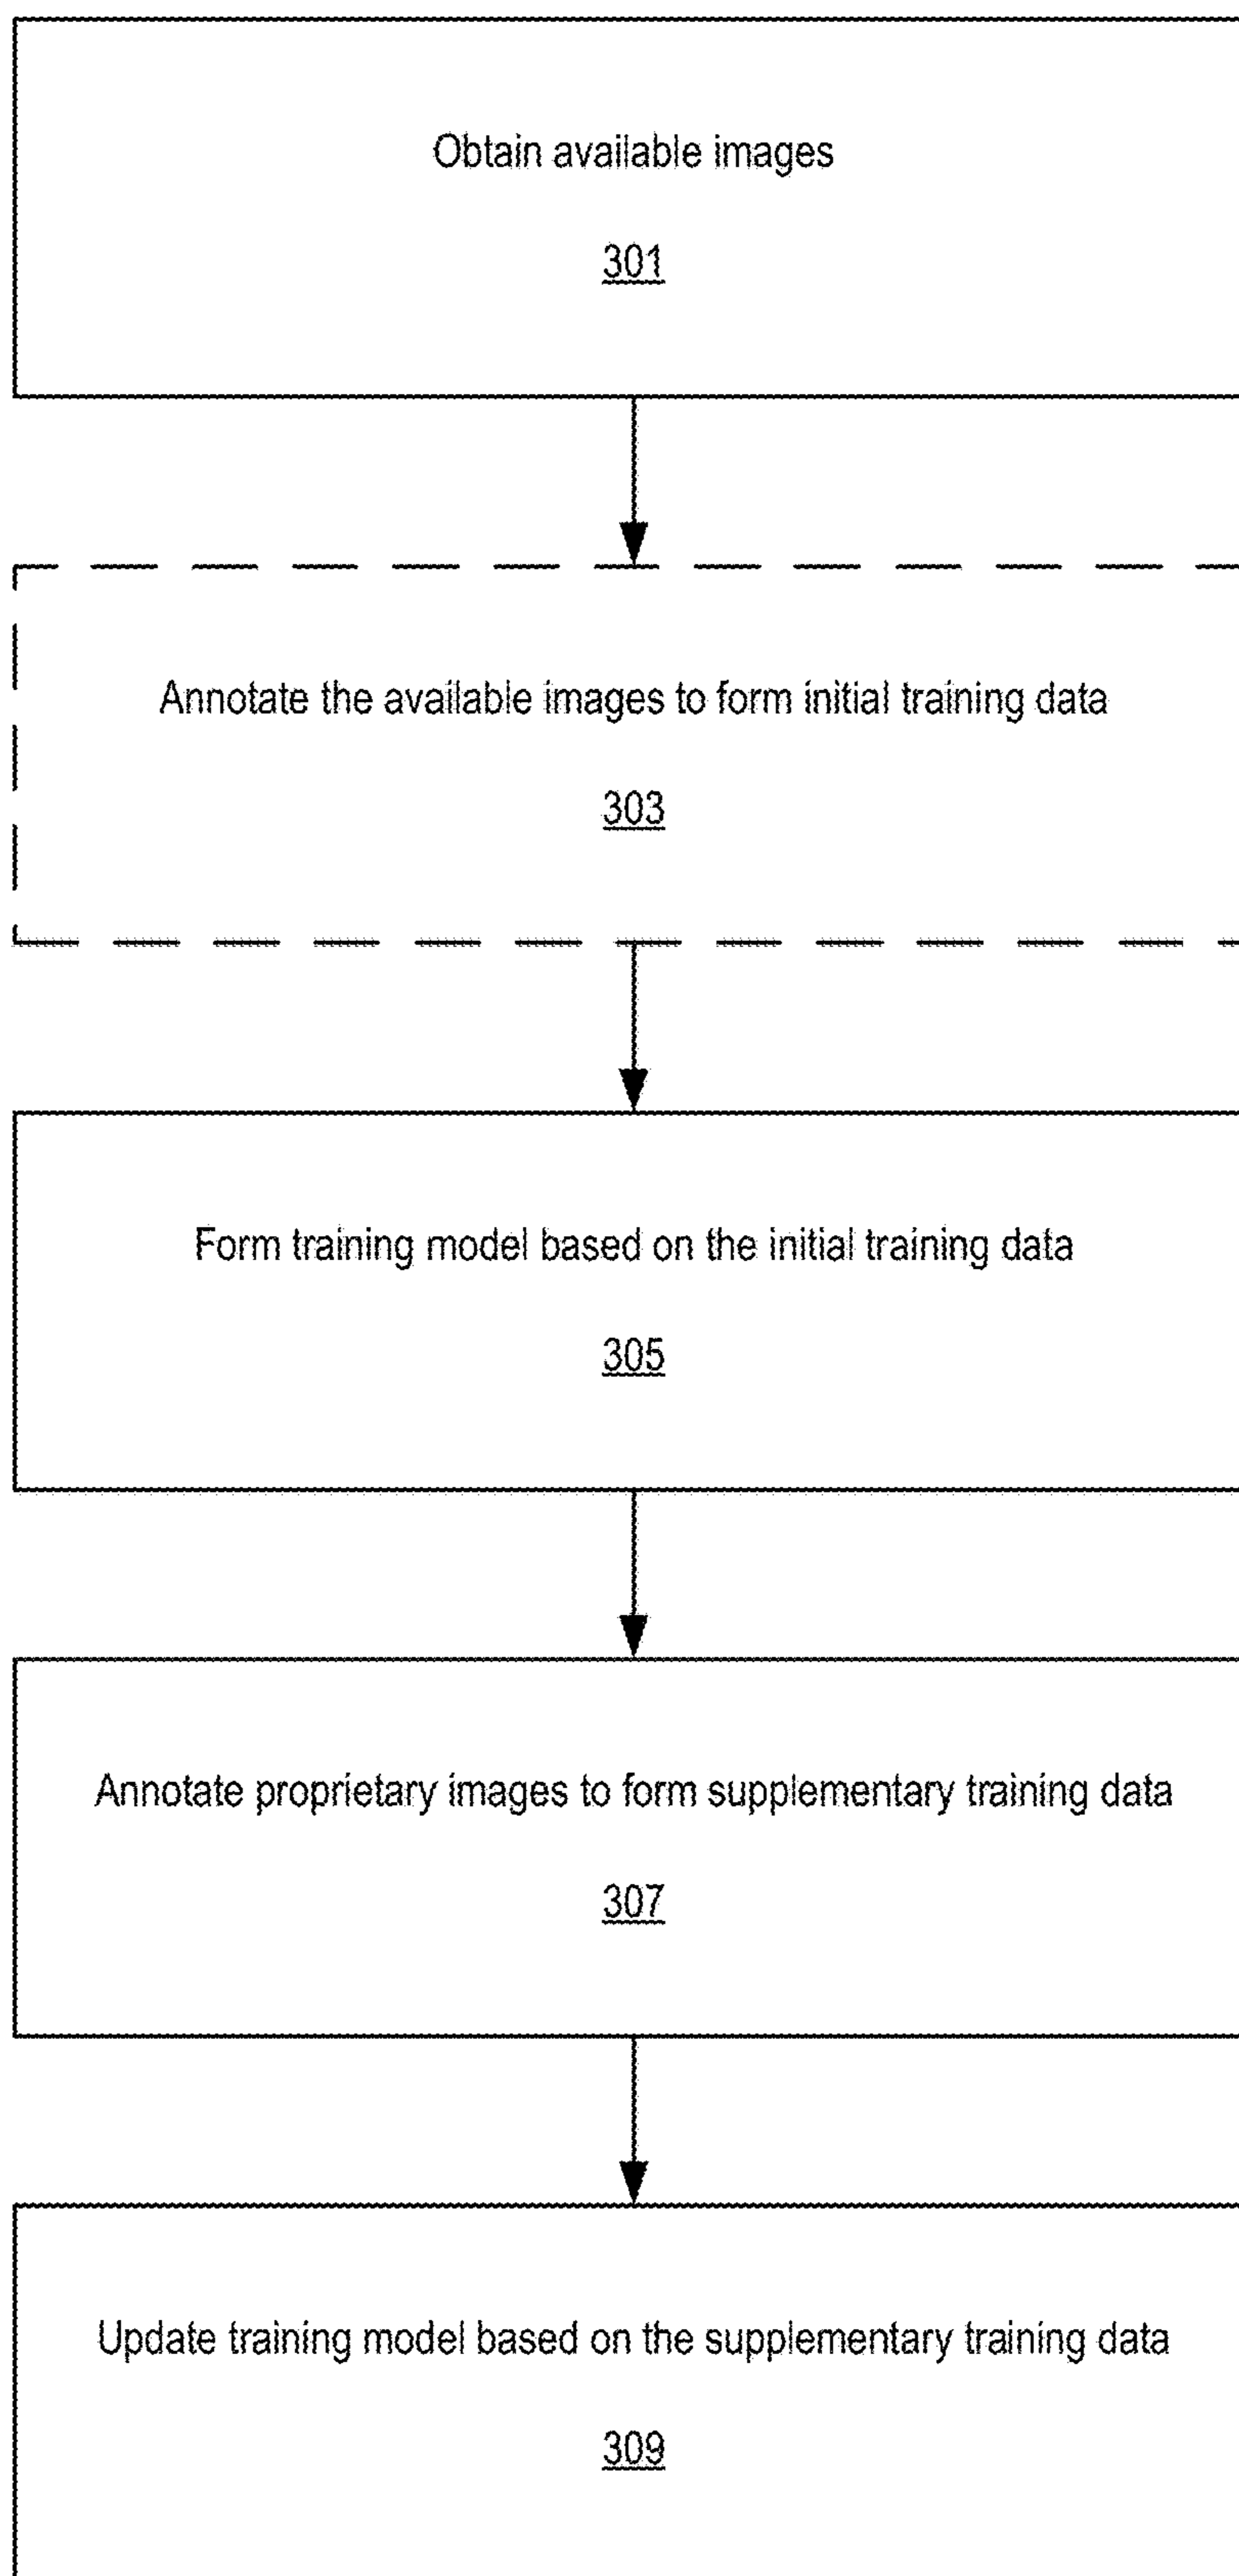 Obtain available images
301
Annotate the available images to form initial training data
303
Form training model based on the initial training data
305
Annotate proprietary images to form supplementary training data
307
Update training model based on the supplementary training data
309